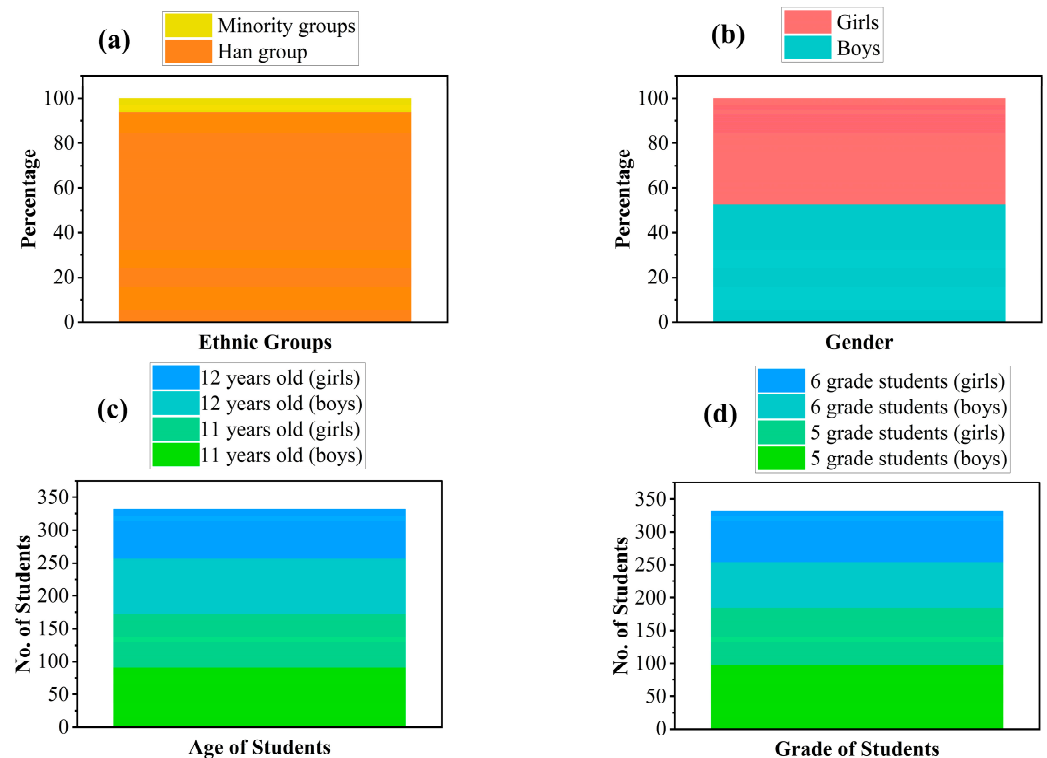 (a)
Minority groups
Han group
100
80
60
40
20
0
Percentage
Ethnic Groups
(b)
Girls
Boys
100
80
60
40
20
0
Percentage
Gender
(c)
12 years old (girls)
12 years old (boys)
11 years old (girls)
11 years old (boys)
350
300
250
200
150
100
50
0
No. of Students
Age of Students
(d)
6 grade students (girls)
6 grade students (boys)
5 grade students (girls)
5 grade students (boys)
350
300
250
200
150
100
50
0
No. of Students
Grade of Students